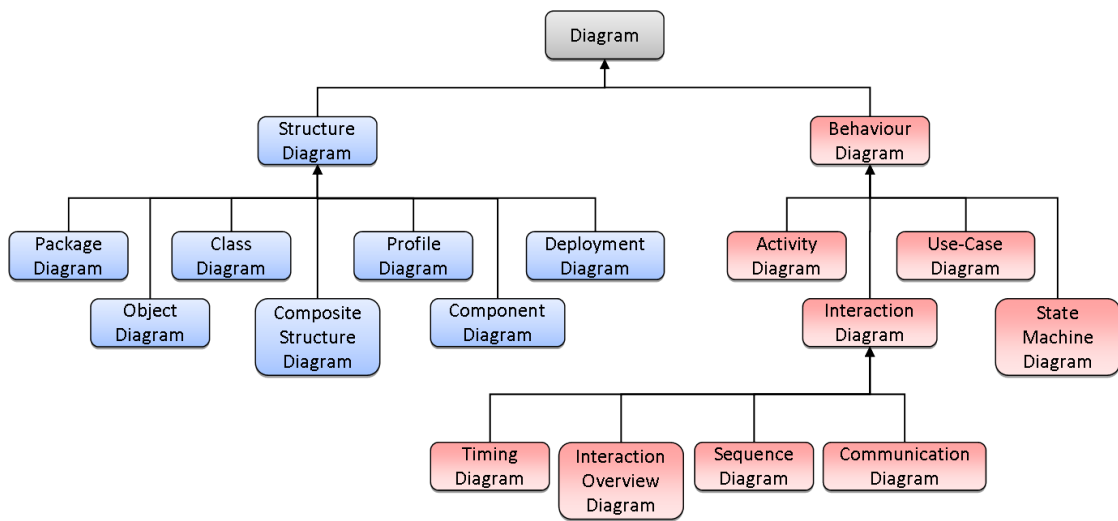 Diagram
Structure
Diagram
Behaviour
Diagram
Package
Diagram
Class
Diagram
Profile
Diagram
Deployment
Diagram
Activity
Diagram
Use-Case
Diagram
Object
Diagram
Composite
Structure
Diagram
Component
Diagram
Interaction
Diagram
State
Machine
Diagram
Timing
Diagram
Interaction
Overview
Diagram
Sequence
Diagram
Communication
Diagram